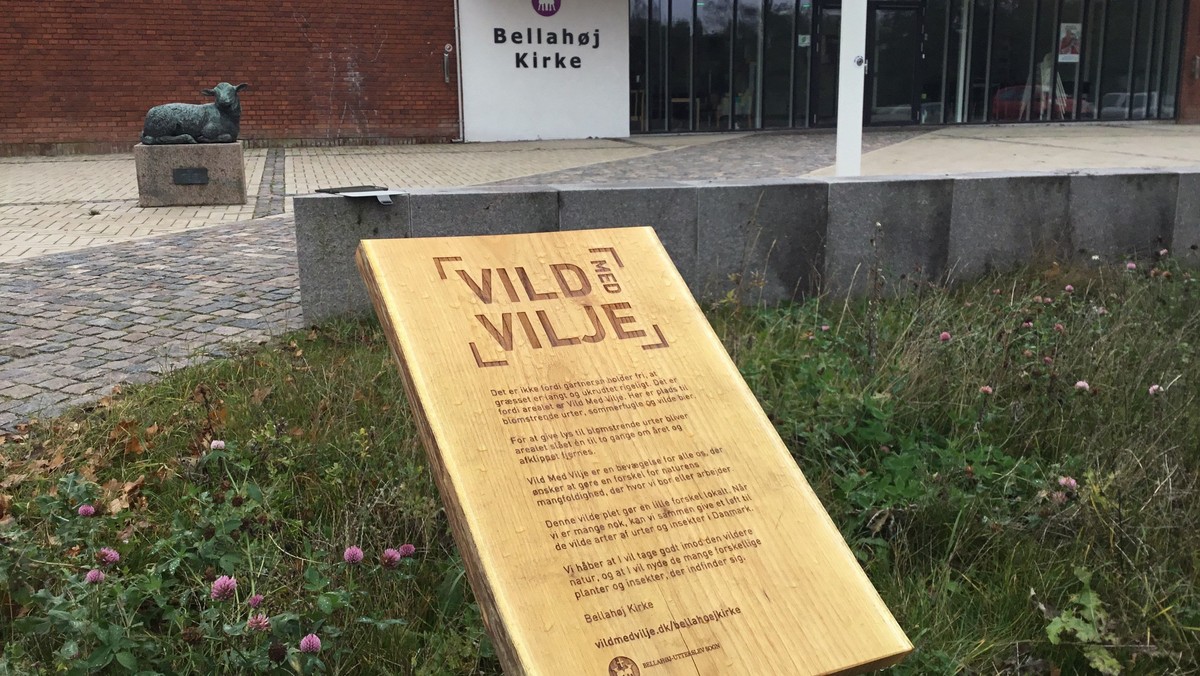 Bellahøj
Kirke
VILD MED
VILJE
Det er ikke fordi gartnerne holder fri, at
græsset er langt og ukrudtet rigeligt. Det er
fordi arealet er Vild Med Vilje. Her er plads til
blomstrende urter, sommerfugle og vilde bier.
For at give lys til blomstrende urter bliver
arealet slået én til to gange om året og
afklippet fjernes.
Vild Med Vilje er en bevægelse for alle os, der
ønsker at gøre en forskel for naturens
mangfoldighed, der hvor vi bor eller arbejder
Denne vilde plet gør en lille forskel lokalt. Når
vi er mange nok, kan vi sammen give et løft til
de vilde arter af urter og insekter i Danmark.
Vi håber at I vil tage godt imod den vildere
natur, og at I vil nyde de mange forskellige
planter og insekter, der indfinder sig.
Bellahøj Kirke
vildmedvilje.dk/bellahoejkirke
BELLAHØJ-UTTERSLEV SOGN